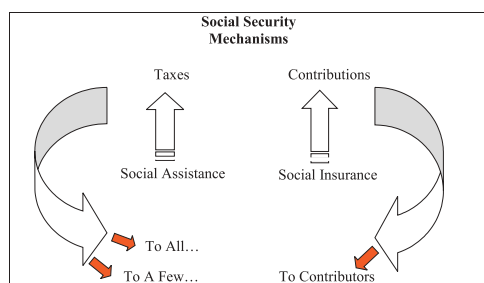 Social Security
Mechanisms
Taxes
Contributions
Social Assistance
Social Insurance
To All…
To A Few…
To Contributors